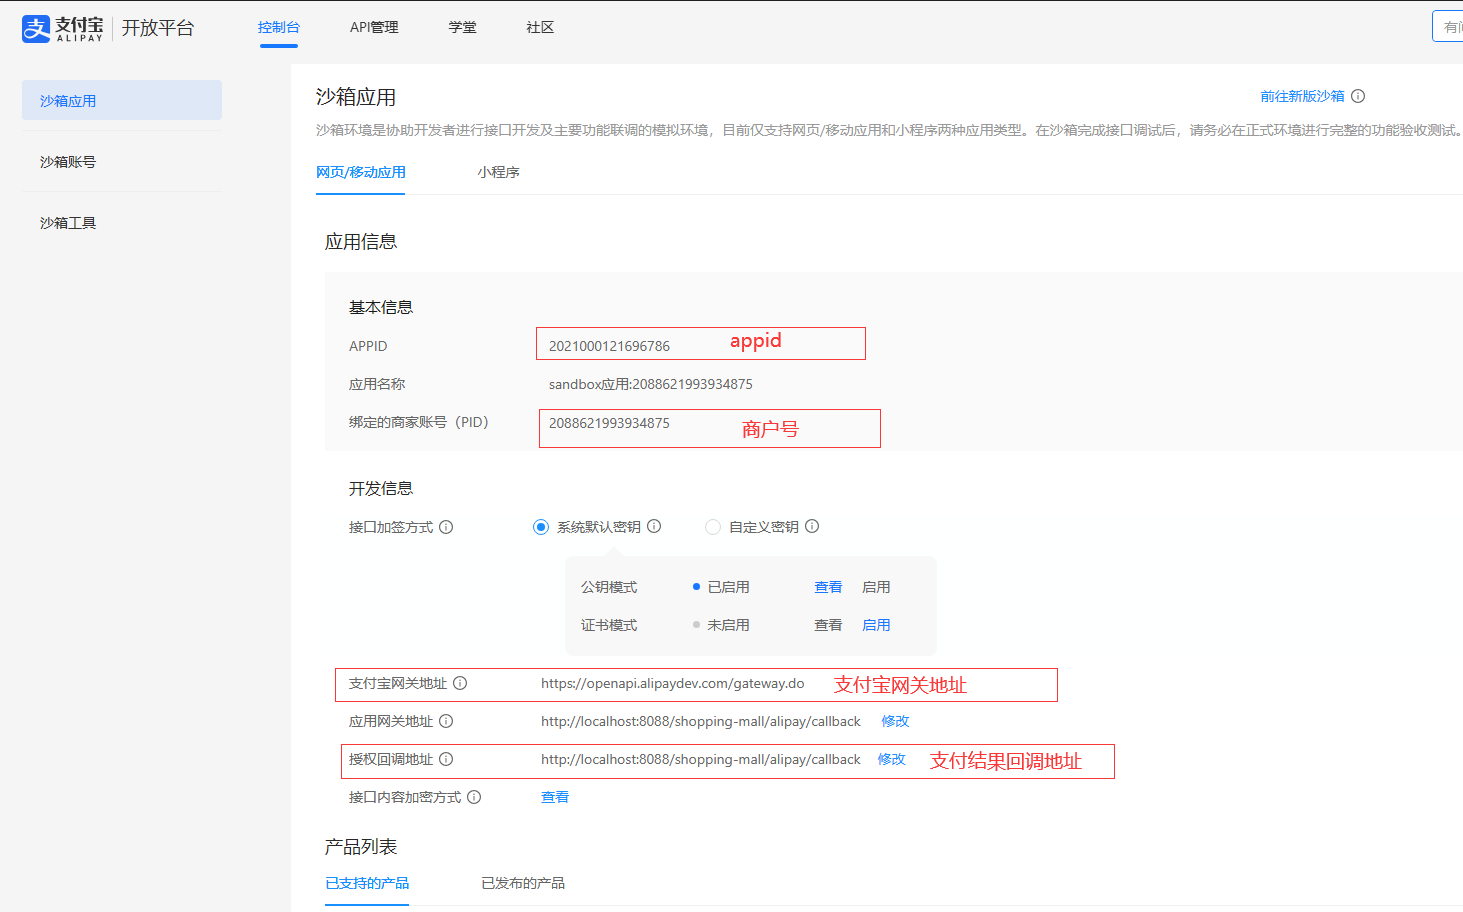 支付宝 ALIPAY 开放平台 控制台 API管理 学堂 社区 有问
沙箱应用
沙箱账号
沙箱工具
沙箱应用 前往新版沙箱
沙箱环境是协助开发者进行接口开发及主要功能联调的模拟环境，目前仅支持网页/移动应用和小程序两种应用类型。在沙箱完成接口调试后，请务必在正式环境进行完整的功能验收测试。
网页/移动应用 小程序
应用信息
基本信息
APPID 2021000121696786 appid
应用名称 sandbox应用:2088621993934875
绑定的商家账号（PID） 2088621993934875 商户号
开发信息
接口加签方式 系统默认密钥 自定义密钥
公钥模式 已启用 查看 启用
证书模式 未启用 查看 启用
支付宝网关地址 https://openapi.alipaydev.com/gateway.do 支付宝网关地址
应用网关地址 http://localhost:8088/shopping-mall/alipay/callback 修改
授权回调地址 http://localhost:8088/shopping-mall/alipay/callback 修改 支付结果回调地址
接口内容加密方式 查看
产品列表
已支持的产品 已发布的产品